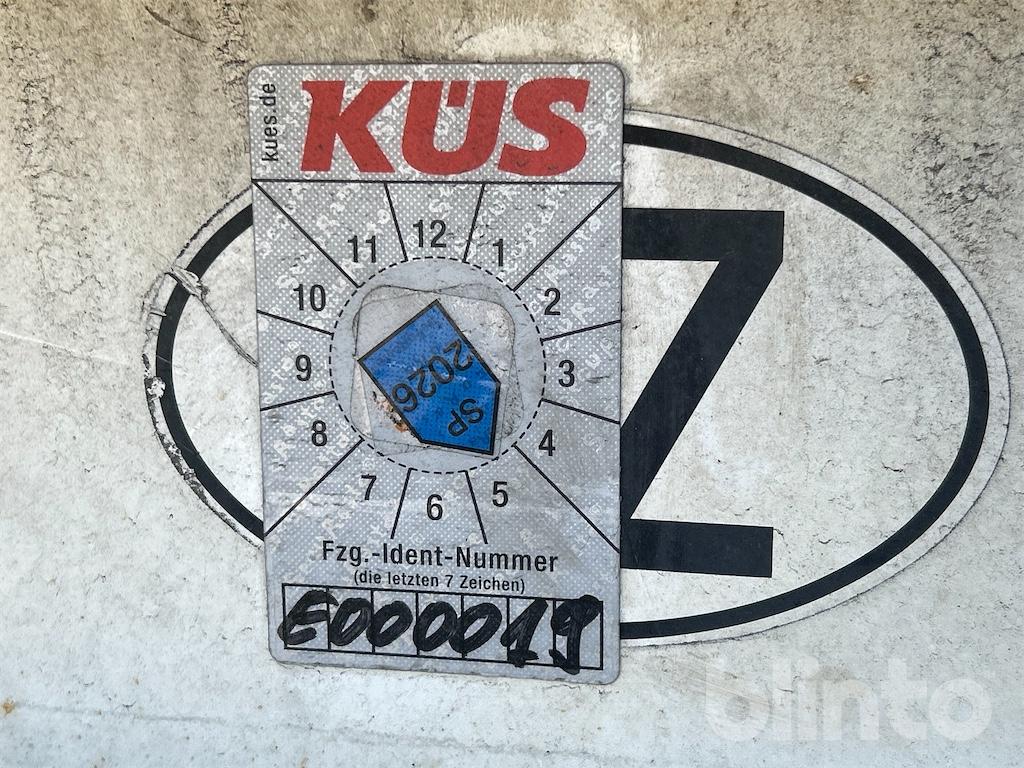 kues.de
KÜS
12
11
1
10
2
9
3
8
4
7
5
6
2026
SP
Fzg.-Ident-Nummer
(die letzten 7 Zeichen)
E000019
Z
blinto